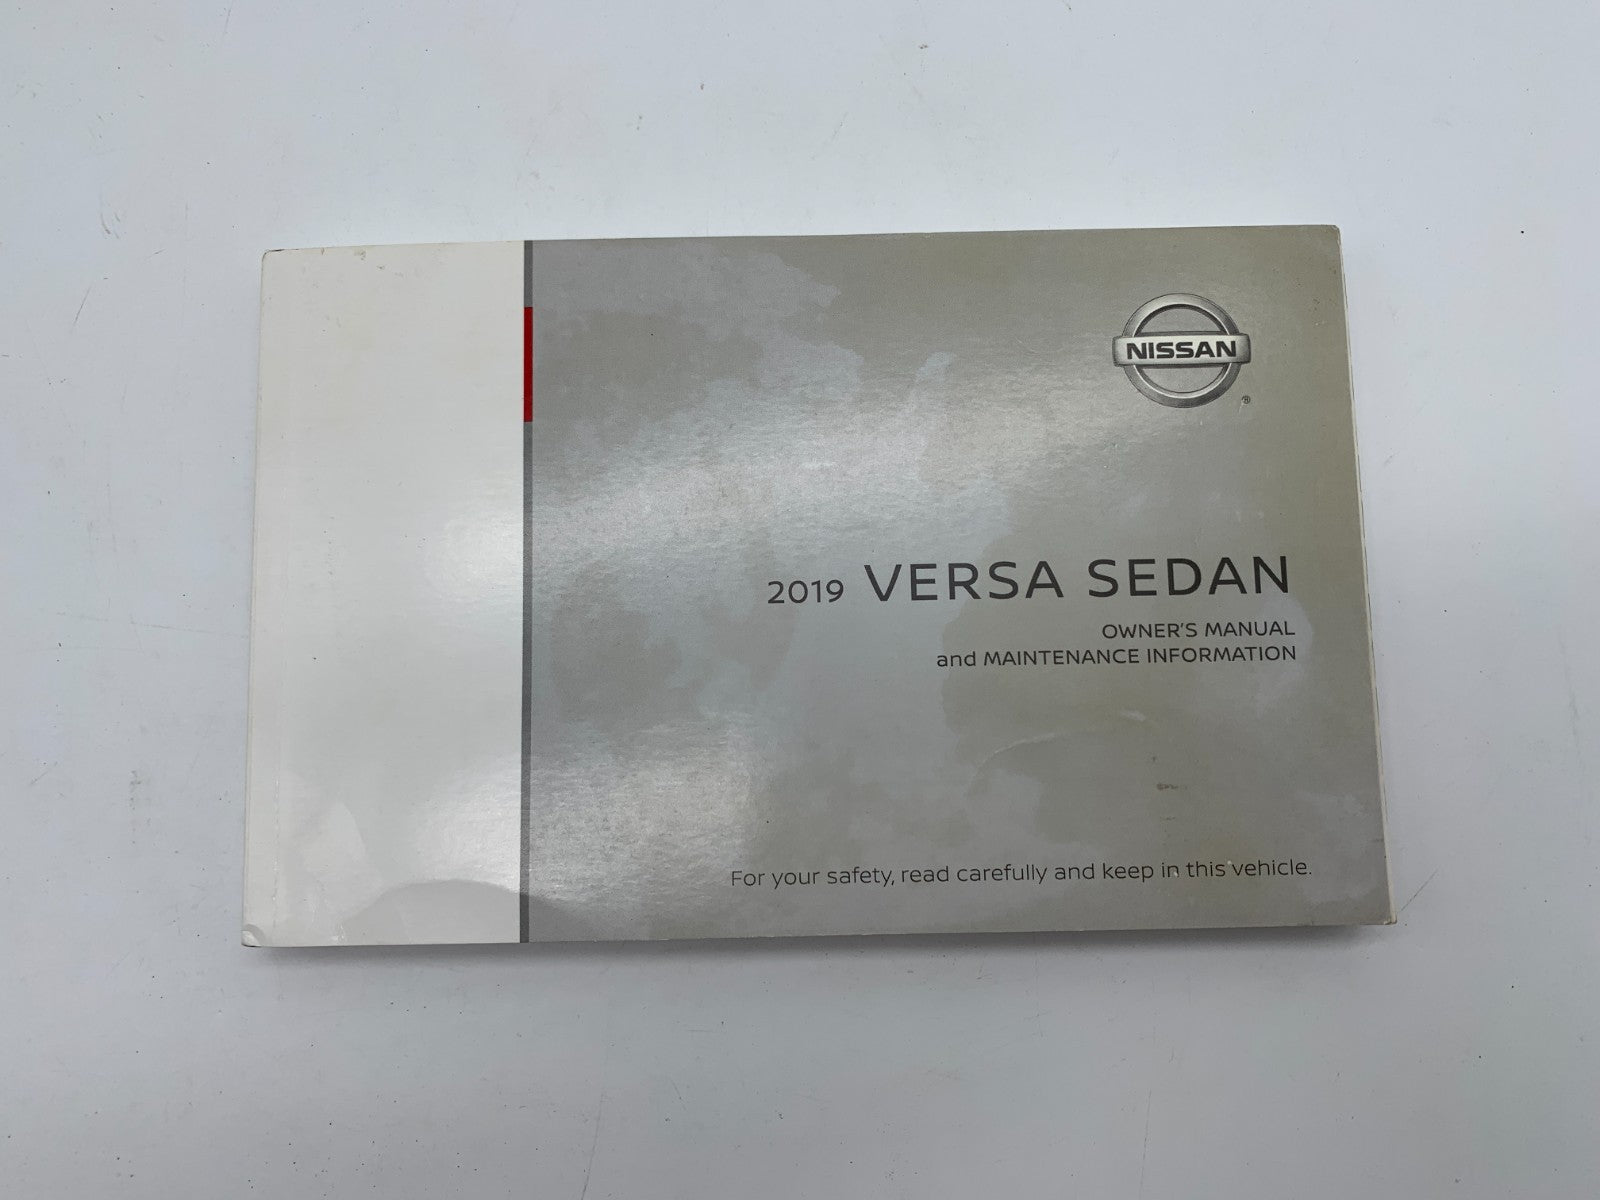 NISSAN
®
2019 VERSA SEDAN
OWNER'S MANUAL
and MAINTENANCE INFORMATION
For your safety, read carefully and keep in this vehicle.